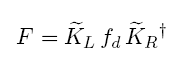 $F = \widetilde{K}_L \, f_d \, \widetilde{K}_R{}^\dagger$